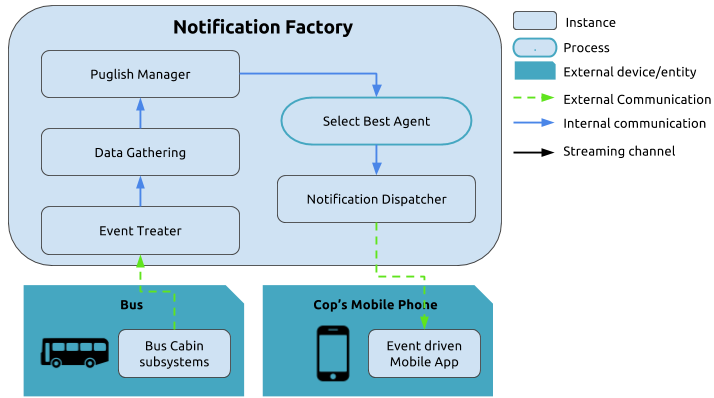 Notification Factory
Puglish Manager
Select Best Agent
Data Gathering
Notification Dispatcher
Event Treater
Bus
Bus Cabin
subsystems
Cop's Mobile Phone
Event driven
Mobile App
Instance
.
Process
External device/entity
External Communication
Internal communication
Streaming channel